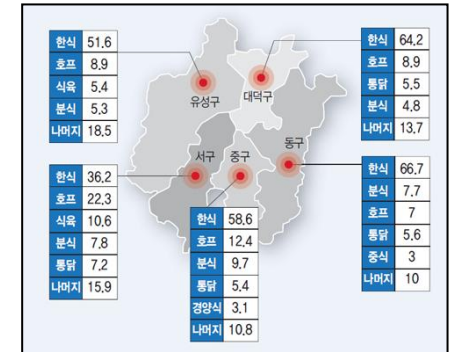 한식 51,6
호프 8,9
식육 5,4
분식 5,3
나머지 18,5
한식 64,2
호프 8,9
통닭 5,5
분식 4,8
나머지 13,7
유성구
대덕구
서구
중구
동구
한식 36,2
호프 22,3
식육 10,6
분식 7,8
통닭 7,2
나머지 15,9
한식 58,6
호프 12,4
분식 9,7
통닭 5,4
경양식 3,1
나머지 10,8
한식 66,7
분식 7,7
호프 7
통닭 5,6
중식 3
나머지 10